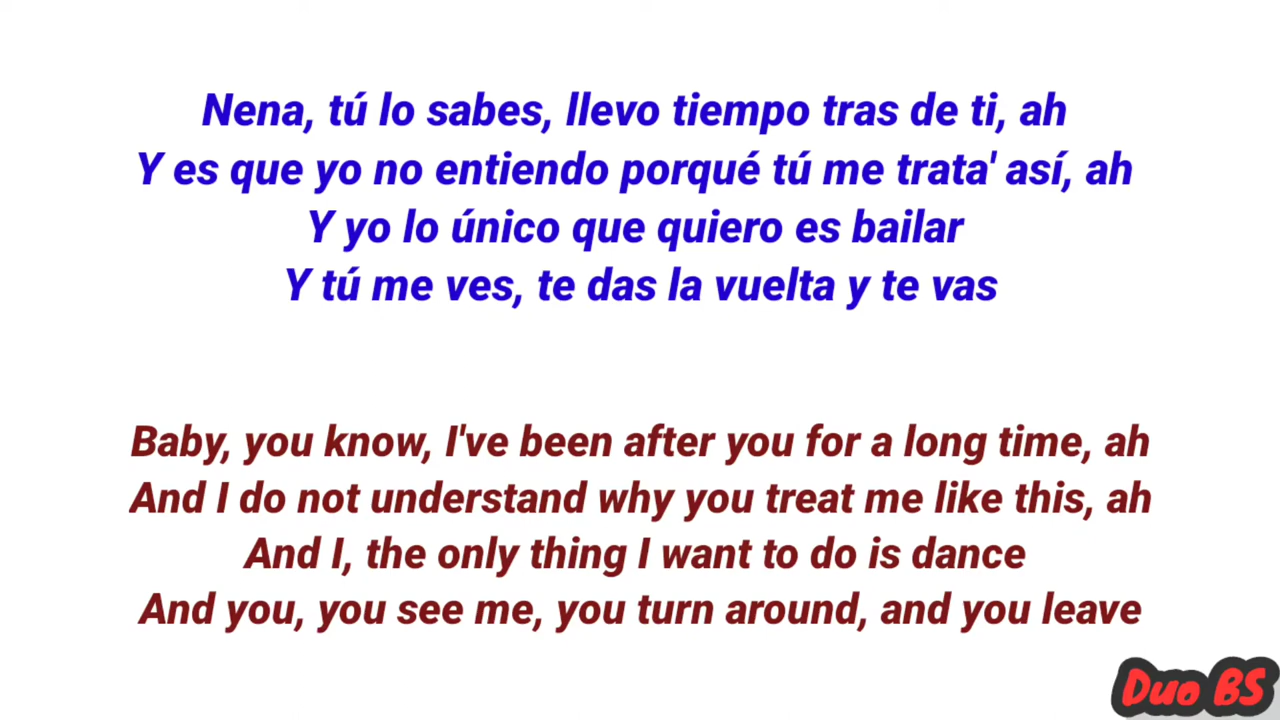 Nena, tú lo sabes, llevo tiempo tras de ti, ah
Y es que yo no entiendo porqué tú me trata' así, ah
Y yo lo único que quiero es bailar
Y tú me ves, te das la vuelta y te vas
Baby, you know, I've been after you for a long time, ah
And I do not understand why you treat me like this, ah
And I, the only thing I want to do is dance
And you, you see me, you turn around, and you leave
Duo BS